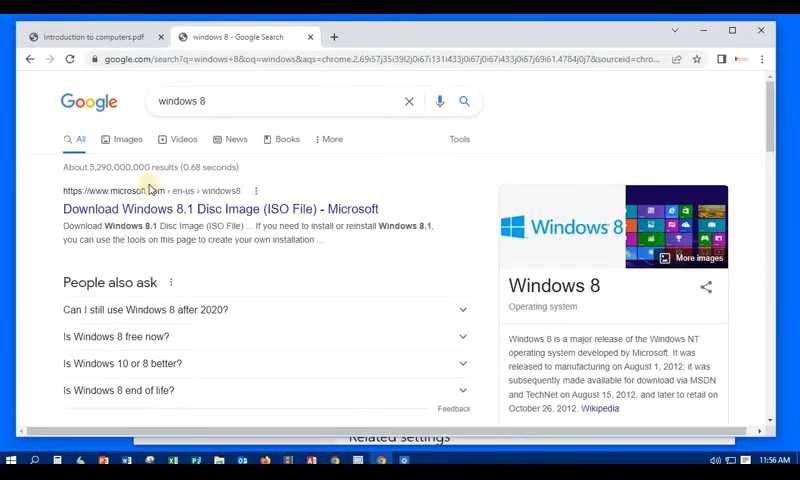 Introduction to computers.pdf
windows 8 - Google Search
google.com/search?q=windows+8&oq=windows&aqs=chrome.2.69i57j35i39l2j0i67i131i433j0i67j0i67i433j0i67j69i61.4784j0j7&sourceid=chro...
Google
windows 8
All
Images
Videos
News
Books
More
Tools
About 5,290,000,000 results (0.68 seconds)
https://www.microsoft.com › en-us › windows8
Download Windows 8.1 Disc Image (ISO File) - Microsoft
Download Windows 8.1 Disc Image (ISO File) ... If you need to install or reinstall Windows 8.1,
you can use the tools on this page to create your own installation ...
People also ask
Can I still use Windows 8 after 2020?
Is Windows 8 free now?
Is Windows 10 or 8 better?
Is Windows 8 end of life?
Feedback
Windows 8
More images
Windows 8
Operating system
Windows 8 is a major release of the Windows NT
operating system developed by Microsoft. It was
released to manufacturing on August 1, 2012; it was
subsequently made available for download via MSDN
and TechNet on August 15, 2012, and later to retail on
October 26, 2012. Wikipedia
Related settings
11:56 AM